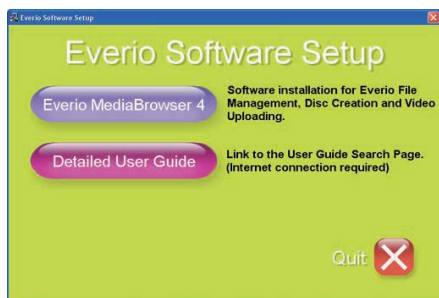 Everio Software Setup
Everio Software Setup
Everio MediaBrowser 4
Software installation for Everio File
Management, Disc Creation and Video
Uploading.
Detailed User Guide
Link to the User Guide Search Page.
(Internet connection required)
Quit